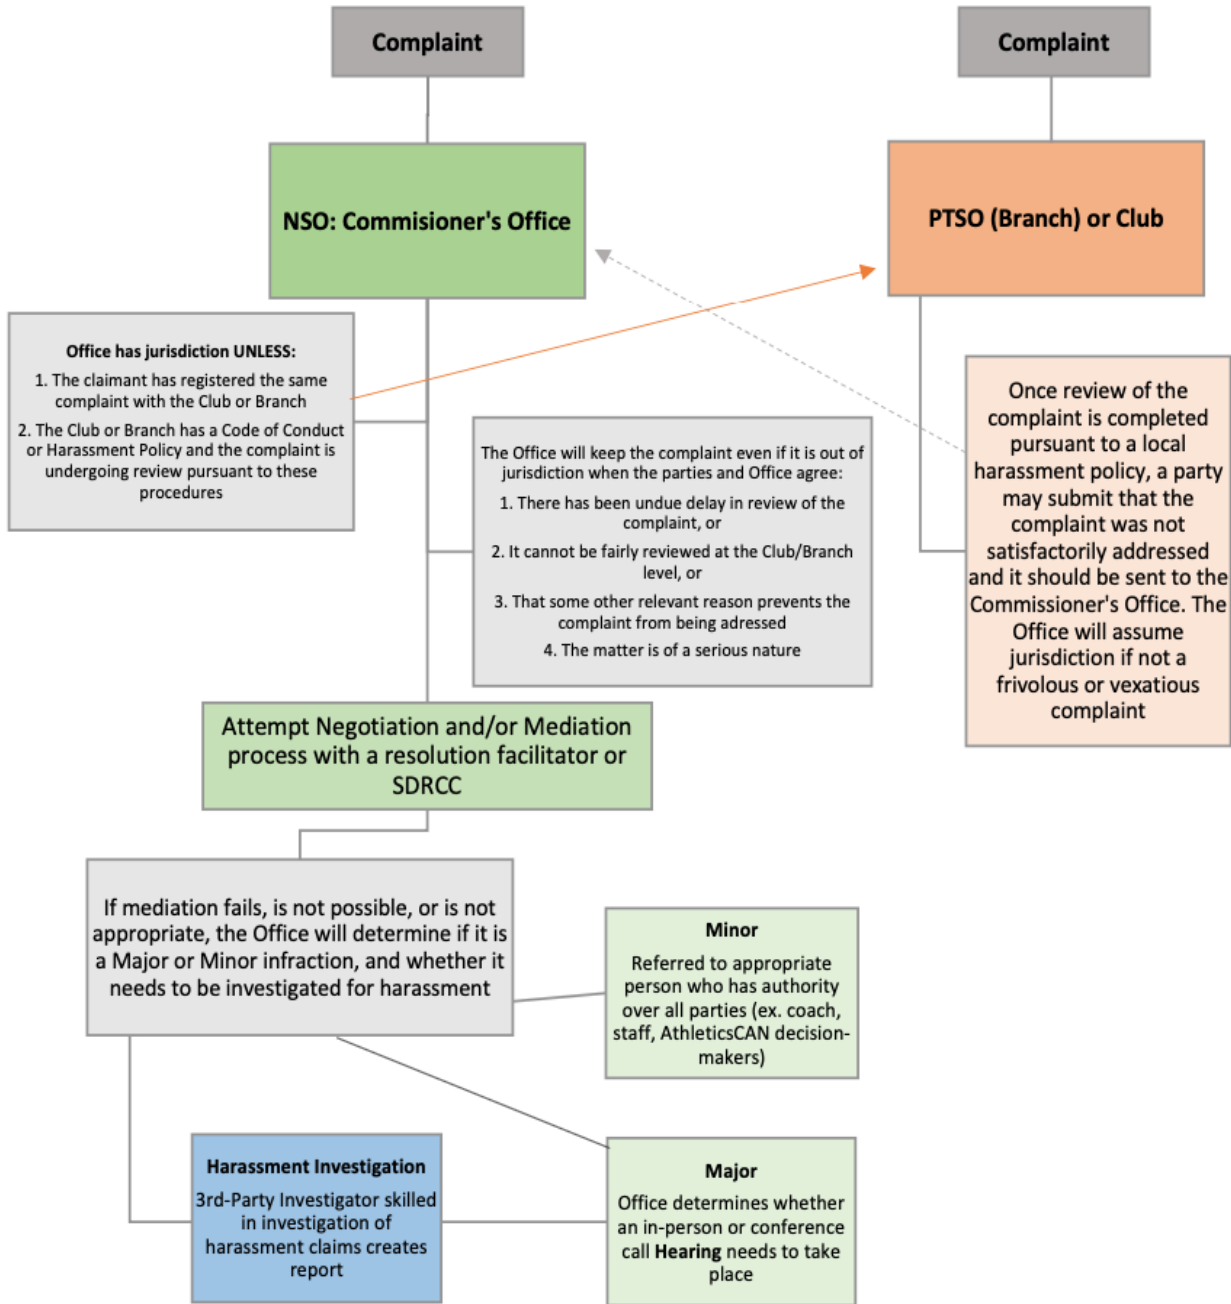 Complaint
Complaint
NSO: Commisioner's Office
PTSO (Branch) or Club
Office has jurisdiction UNLESS:
1. The claimant has registered the same
complaint with the Club or Branch
2. The Club or Branch has a Code of Conduct
or Harassment Policy and the complaint is
undergoing review pursuant to these
procedures
The Office will keep the complaint even if it is out of
jurisdiction when the parties and Office agree:
1. There has been undue delay in review of the
complaint, or
2. It cannot be fairly reviewed at the Club/Branch
level, or
3. That some other relevant reason prevents the
complaint from being adressed
4. The matter is of a serious nature
Once review of the
complaint is completed
pursuant to a local
harassment policy, a party
may submit that the
complaint was not
satisfactorily addressed
and it should be sent to the
Commissioner's Office. The
Office will assume
jurisdiction if not a
frivolous or vexatious
complaint
Attempt Negotiation and/or Mediation
process with a resolution facilitator or
SDRCC
If mediation fails, is not possible, or is not
appropriate, the Office will determine if it is
a Major or Minor infraction, and whether it
needs to be investigated for harassment
Minor
Referred to appropriate
person who has authority
over all parties (ex. coach,
staff, AthleticsCAN decision-
makers)
Harassment Investigation
3rd-Party Investigator skilled
in investigation of
harassment claims creates
report
Major
Office determines whether
an in-person or conference
call Hearing needs to take
place